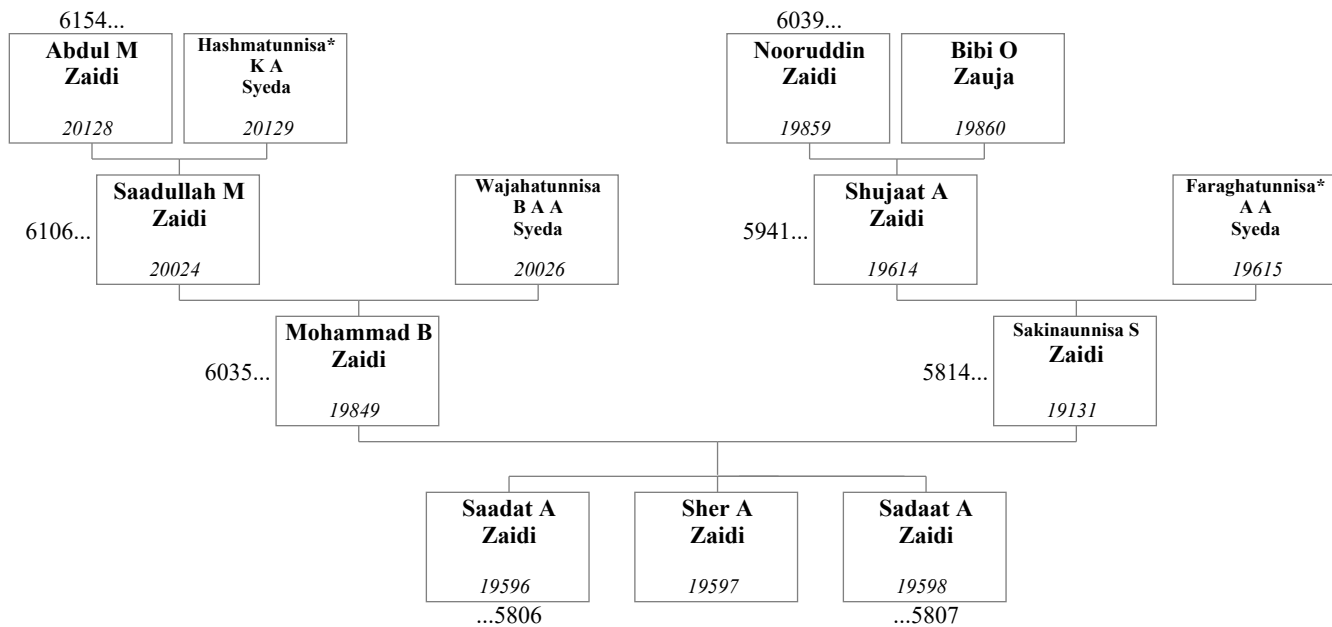 6154...
6039...
Abdul M
Zaidi
20128
Hashmatunnisa*
K A
Syeda
20129
Nooruddin
Zaidi
19859
Bibi O
Zauja
19860
6106...
Saadullah M
Zaidi
20024
Wajahatunnisa
B A A
Syeda
20026
5941...
Shujaat A
Zaidi
19614
Faraghatunnisa*
A A
Syeda
19615
6035...
Mohammad B
Zaidi
19849
5814...
Sakinaunnisa S
Zaidi
19131
Saadat A
Zaidi
19596
...5806
Sher A
Zaidi
19597
Sadaat A
Zaidi
19598
...5807